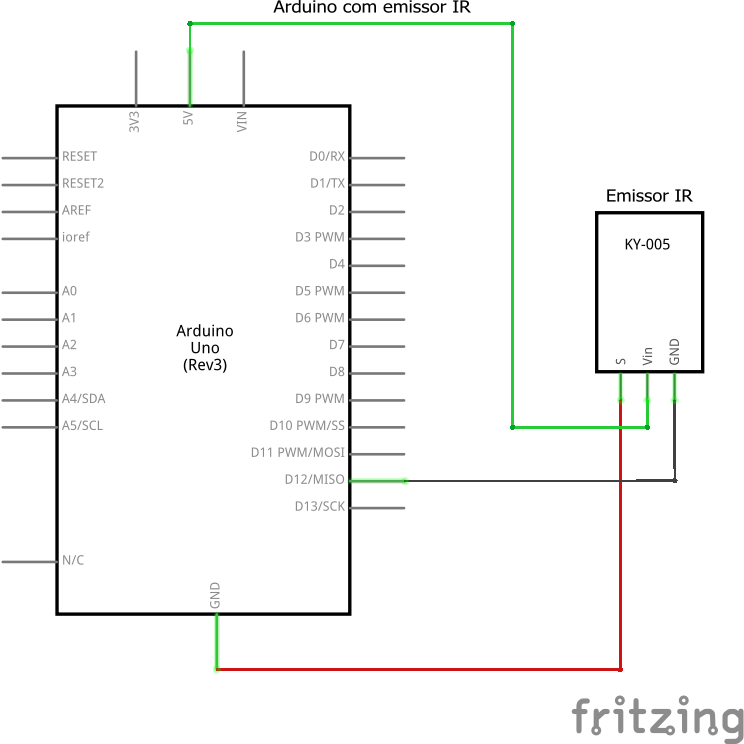 Arduino com emissor IR
3V3
5V
VIN
RESET
D0/RX
RESET2
D1/TX
AREF
D2
ioref
D3 PWM
D4
A0
D5 PWM
A1
D6 PWM
A2
D7
A3
D8
A4/SDA
D9 PWM
A5/SCL
D10 PWM/SS
D11 PWM/MOSI
D12/MISO
D13/SCK
N/C
GND
Arduino
Uno
(Rev3)
Emissor IR
KY-005
S
Vin
GND
fritzing